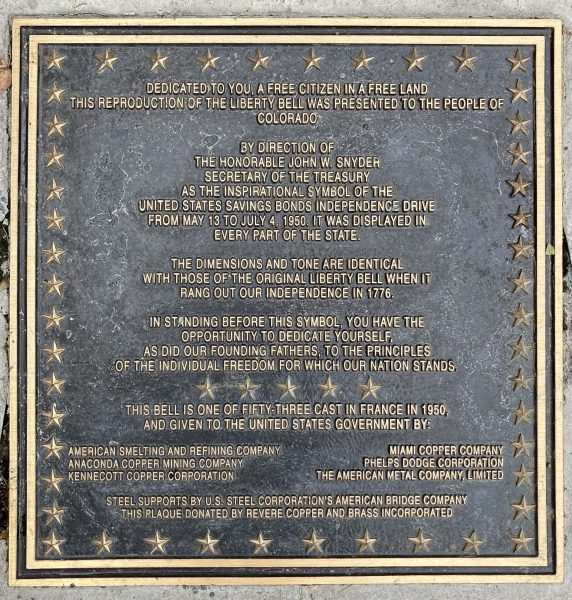 DEDICATED TO YOU, A FREE CITIZEN IN A FREE LAND
THIS REPRODUCTION OF THE LIBERTY BELL WAS PRESENTED TO THE PEOPLE OF
COLORADO
BY DIRECTION OF
THE HONORABLE JOHN W. SNYDER
SECRETARY OF THE TREASURY
AS THE INSPIRATIONAL SYMBOL OF THE
UNITED STATES SAVINGS BONDS INDEPENDENCE DRIVE
FROM MAY 13 TO JULY 4, 1950. IT WAS DISPLAYED IN
EVERY PART OF THE STATE.
THE DIMENSIONS AND TONE ARE IDENTICAL
WITH THOSE OF THE ORIGINAL LIBERTY BELL WHEN IT
RANG OUT OUR INDEPENDENCE IN 1776.
IN STANDING BEFORE THIS SYMBOL, YOU HAVE THE
OPPORTUNITY TO DEDICATE YOURSELF,
AS DID OUR FOUNDING FATHERS, TO THE PRINCIPLES
OF THE INDIVIDUAL FREEDOM FOR WHICH OUR NATION STANDS.
THIS BELL IS ONE OF FIFTY-THREE CAST IN FRANCE IN 1950,
AND GIVEN TO THE UNITED STATES GOVERNMENT BY:
AMERICAN SMELTING AND REFINING COMPANY
ANACONDA COPPER MINING COMPANY
KENNECOTT COPPER CORPORATION
MIAMI COPPER COMPANY
PHELPS DODGE CORPORATION
THE AMERICAN METAL COMPANY, LIMITED
STEEL SUPPORTS BY U.S. STEEL CORPORATION'S AMERICAN BRIDGE COMPANY
THIS PLAQUE DONATED BY REVERE COPPER AND BRASS INCORPORATED